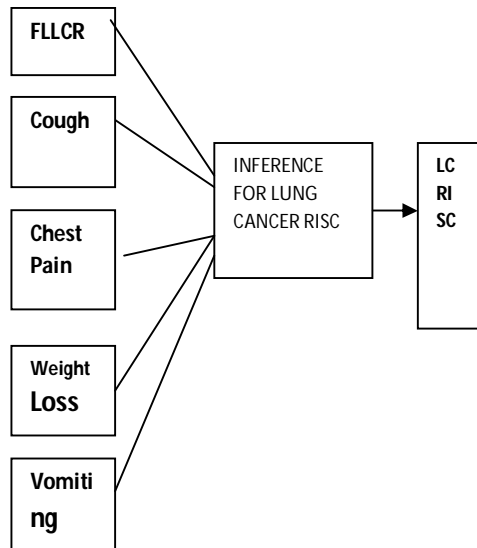 FLLCR
Cough
Chest
Pain
Weight
Loss
Vomiti
ng
INFERENCE
FOR LUNG
CANCER RISC
LC
RI
SC